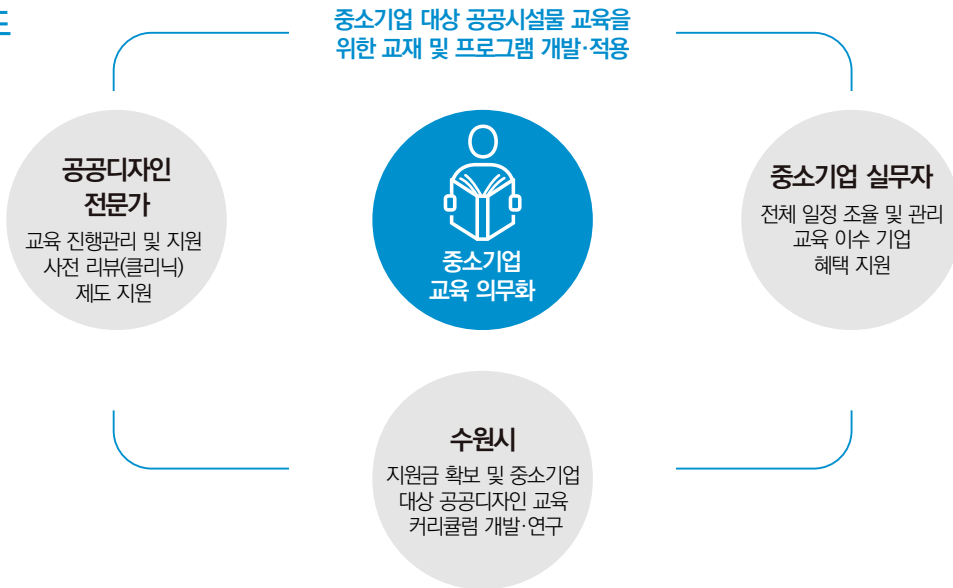 중소기업 대상 공공시설물 교육을
위한 교재 및 프로그램 개발·적용
공공디자인
전문가
교육 진행관리 및 지원
사전 리뷰(클리닉)
제도 지원
중소기업
교육 의무화
중소기업 실무자
전체 일정 조율 및 관리
교육 이수 기업
혜택 지원
수원시
지원금 확보 및 중소기업
대상 공공디자인 교육
커리큘럼 개발·연구